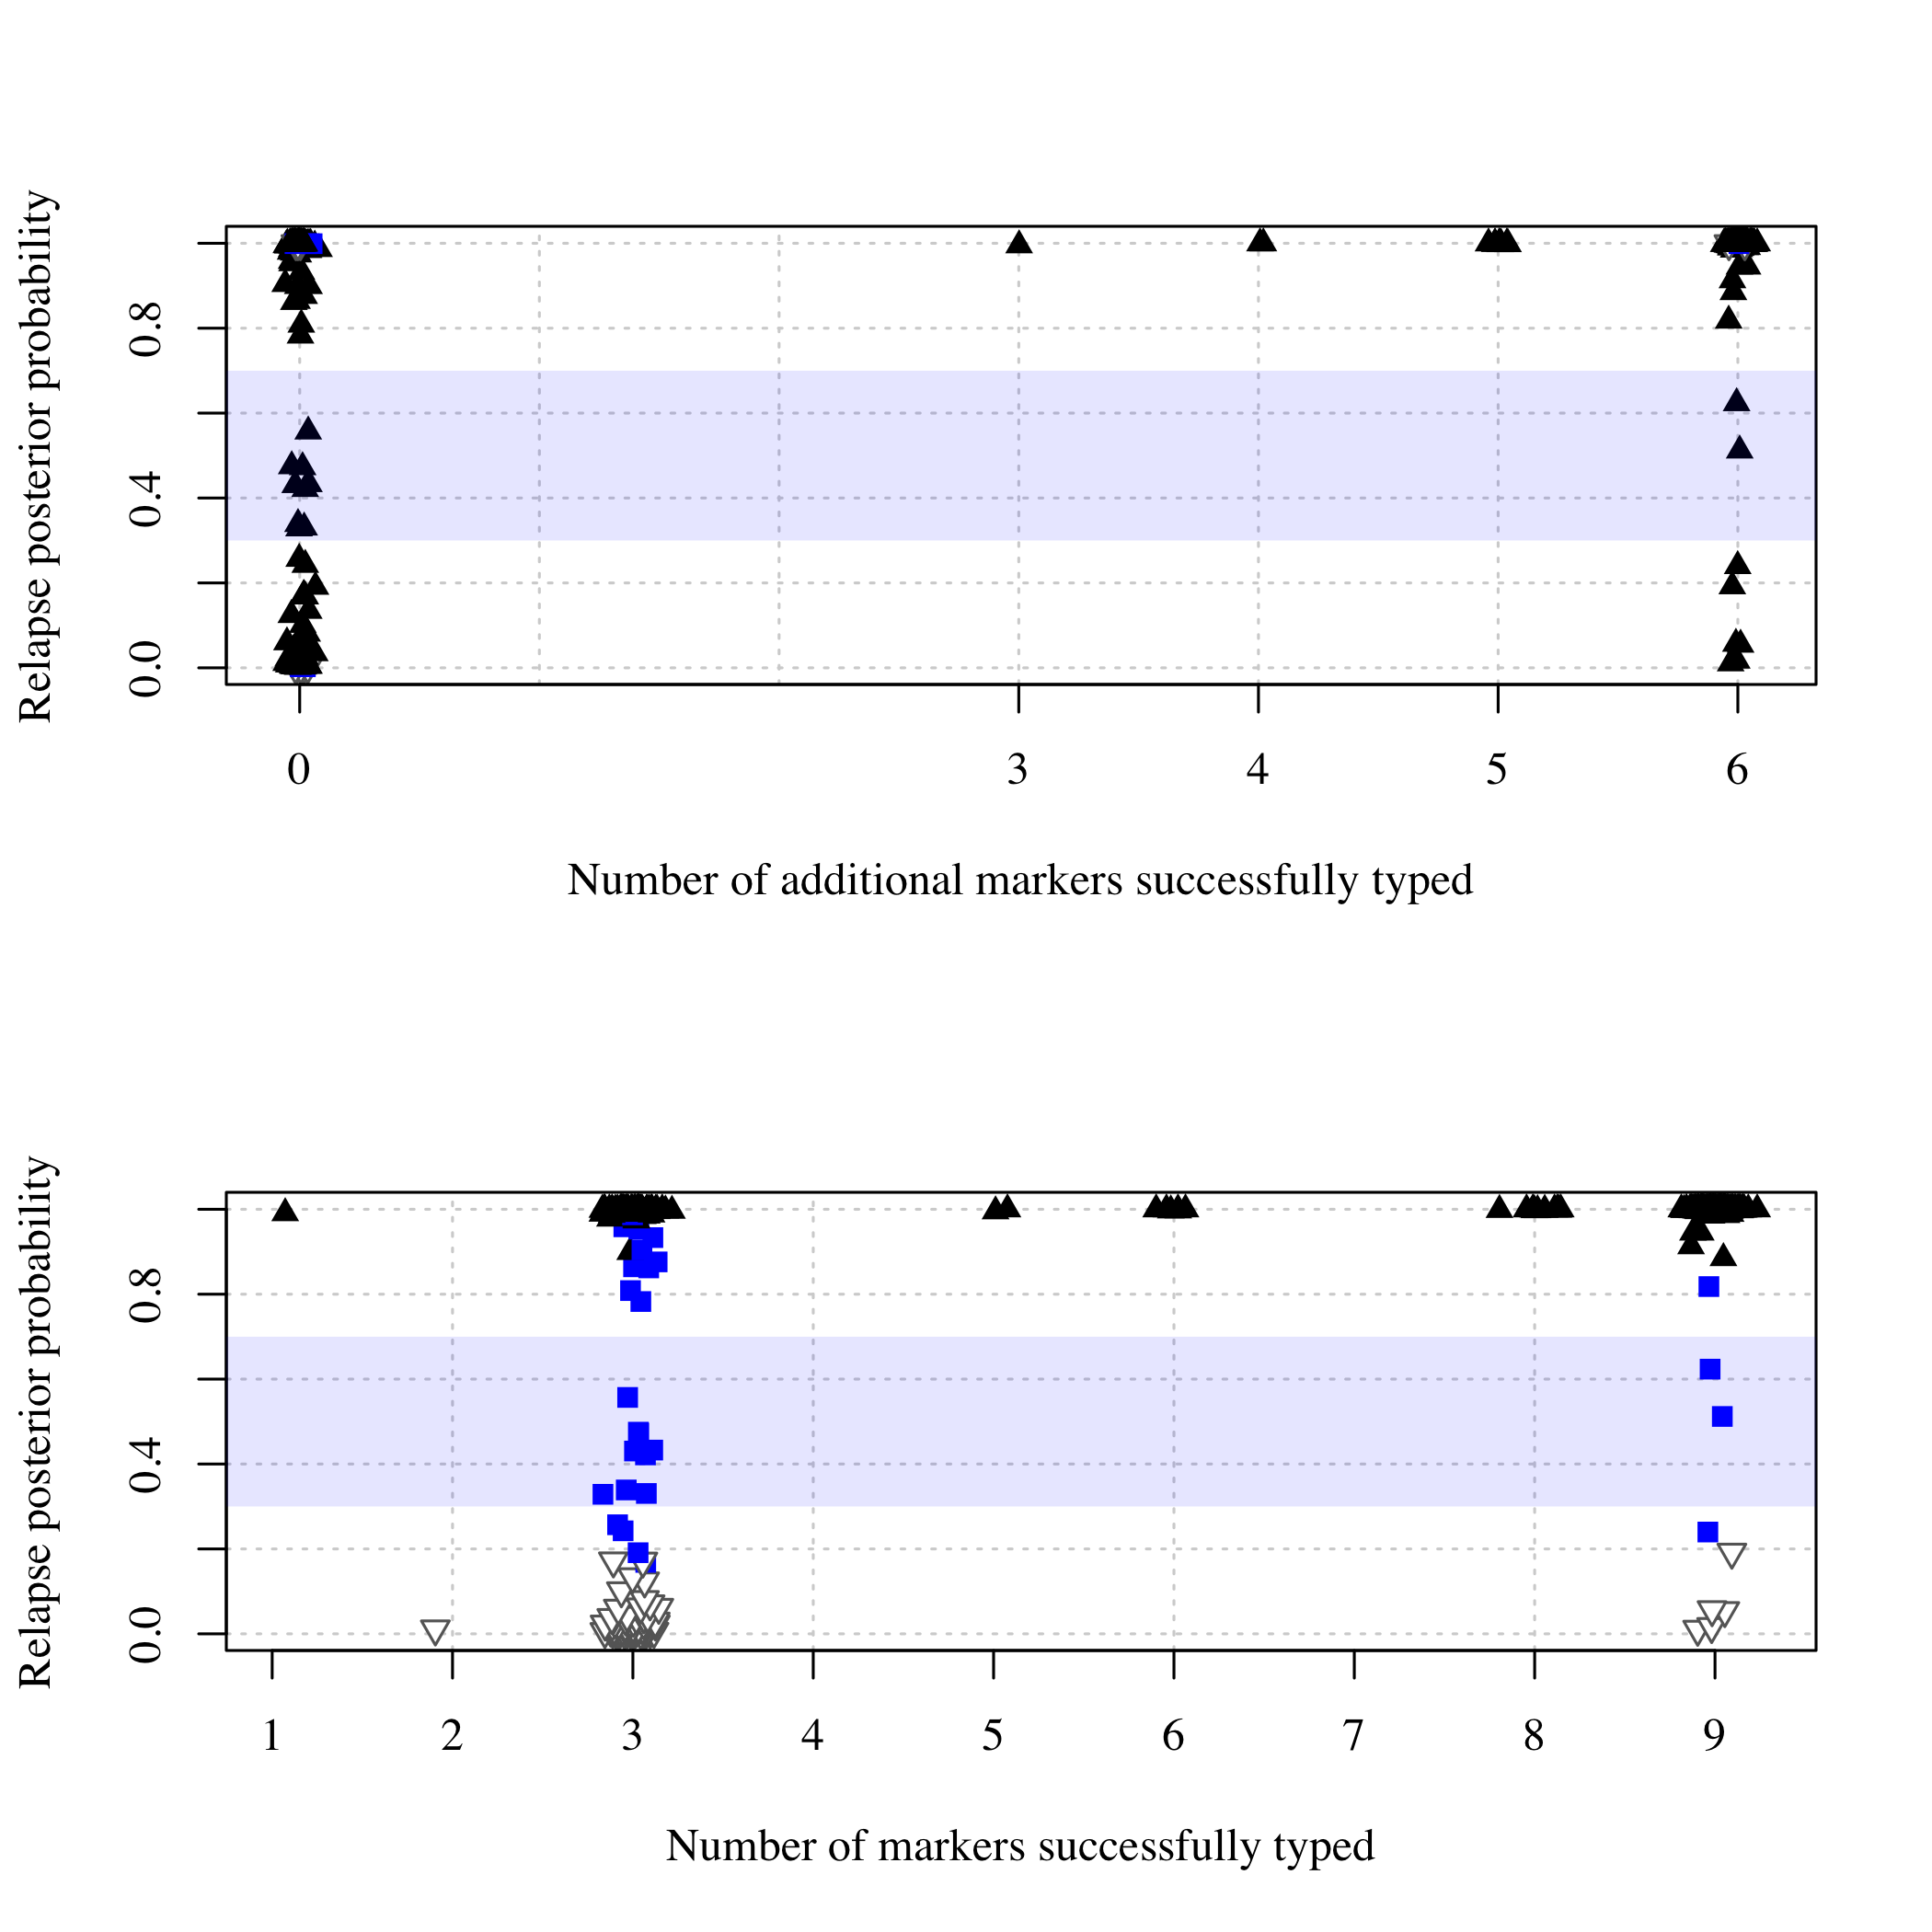 Relapse posterior probability
0.8
0.4
0.0
0 3 4 5 6
Number of additional markers successfully typed
Relapse posterior probability
0.8
0.4
0.0
1 2 3 4 5 6 7 8 9
Number of markers successfully typed